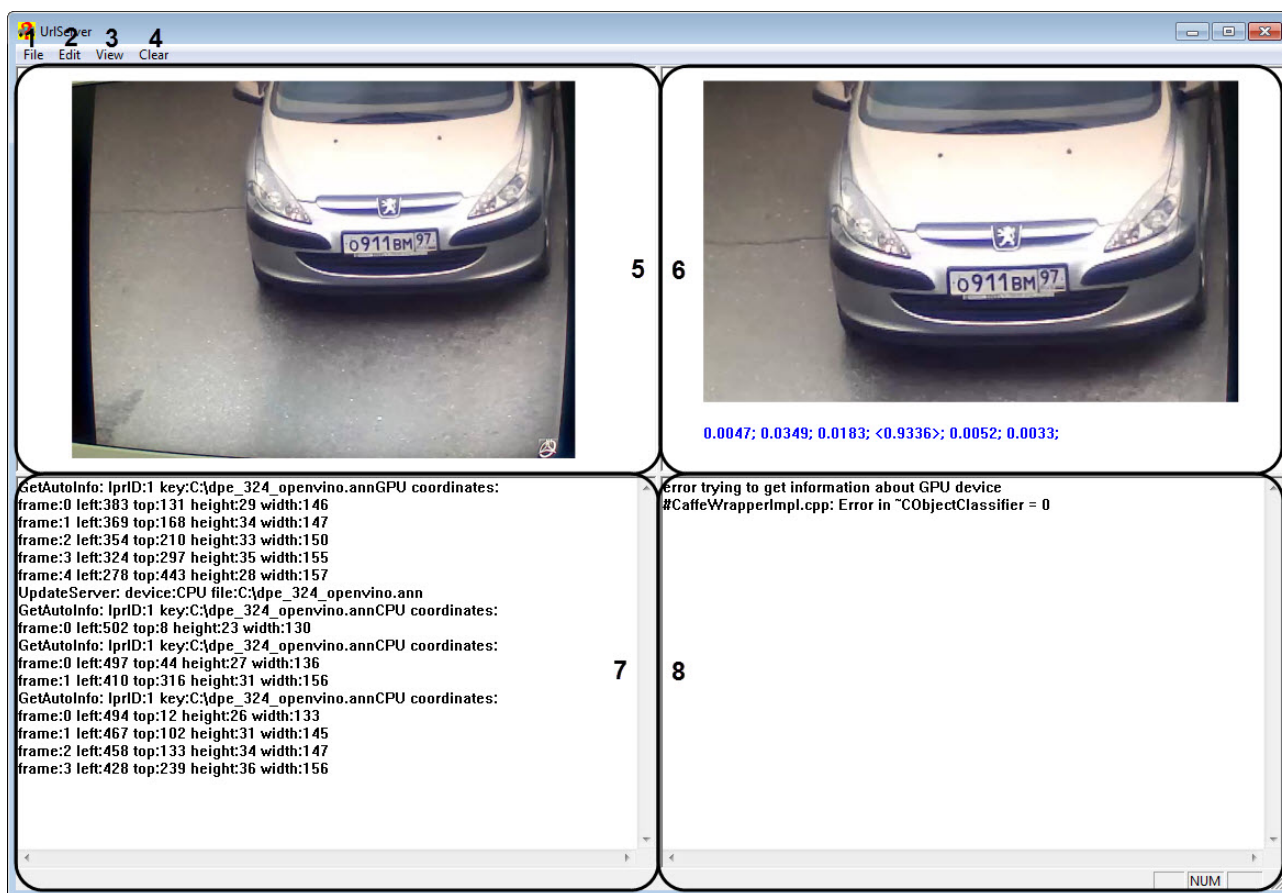 UrlServer
1 2 3 4
File Edit View Clear
о911вм 97
5
6
о911вм 97
0.0047; 0.0349; 0.0183; <0.9336>; 0.0052; 0.0033;
GetAutoInfo: lprID:1 key:C:\dpe_324_openvino.annGPU coordinates:
frame:0 left:383 top:131 height:29 width:146
frame:1 left:369 top:168 height:34 width:147
frame:2 left:354 top:210 height:33 width:150
frame:3 left:324 top:297 height:35 width:155
frame:4 left:278 top:443 height:28 width:157
UpdateServer: device:CPU file:C:\dpe_324_openvino.ann
GetAutoInfo: lprID:1 key:C:\dpe_324_openvino.annCPU coordinates:
frame:0 left:502 top:8 height:23 width:130
GetAutoInfo: lprID:1 key:C:\dpe_324_openvino.annCPU coordinates:
frame:0 left:497 top:44 height:27 width:136
frame:1 left:410 top:316 height:31 width:156
GetAutoInfo: lprID:1 key:C:\dpe_324_openvino.annCPU coordinates:
frame:0 left:494 top:12 height:26 width:133
frame:1 left:467 top:102 height:31 width:145
frame:2 left:458 top:133 height:34 width:147
frame:3 left:428 top:239 height:36 width:156
7
error trying to get information about GPU device
#CaffeWrapperImpl.cpp: Error in ~CObjectClassifier = 0
8
NUM